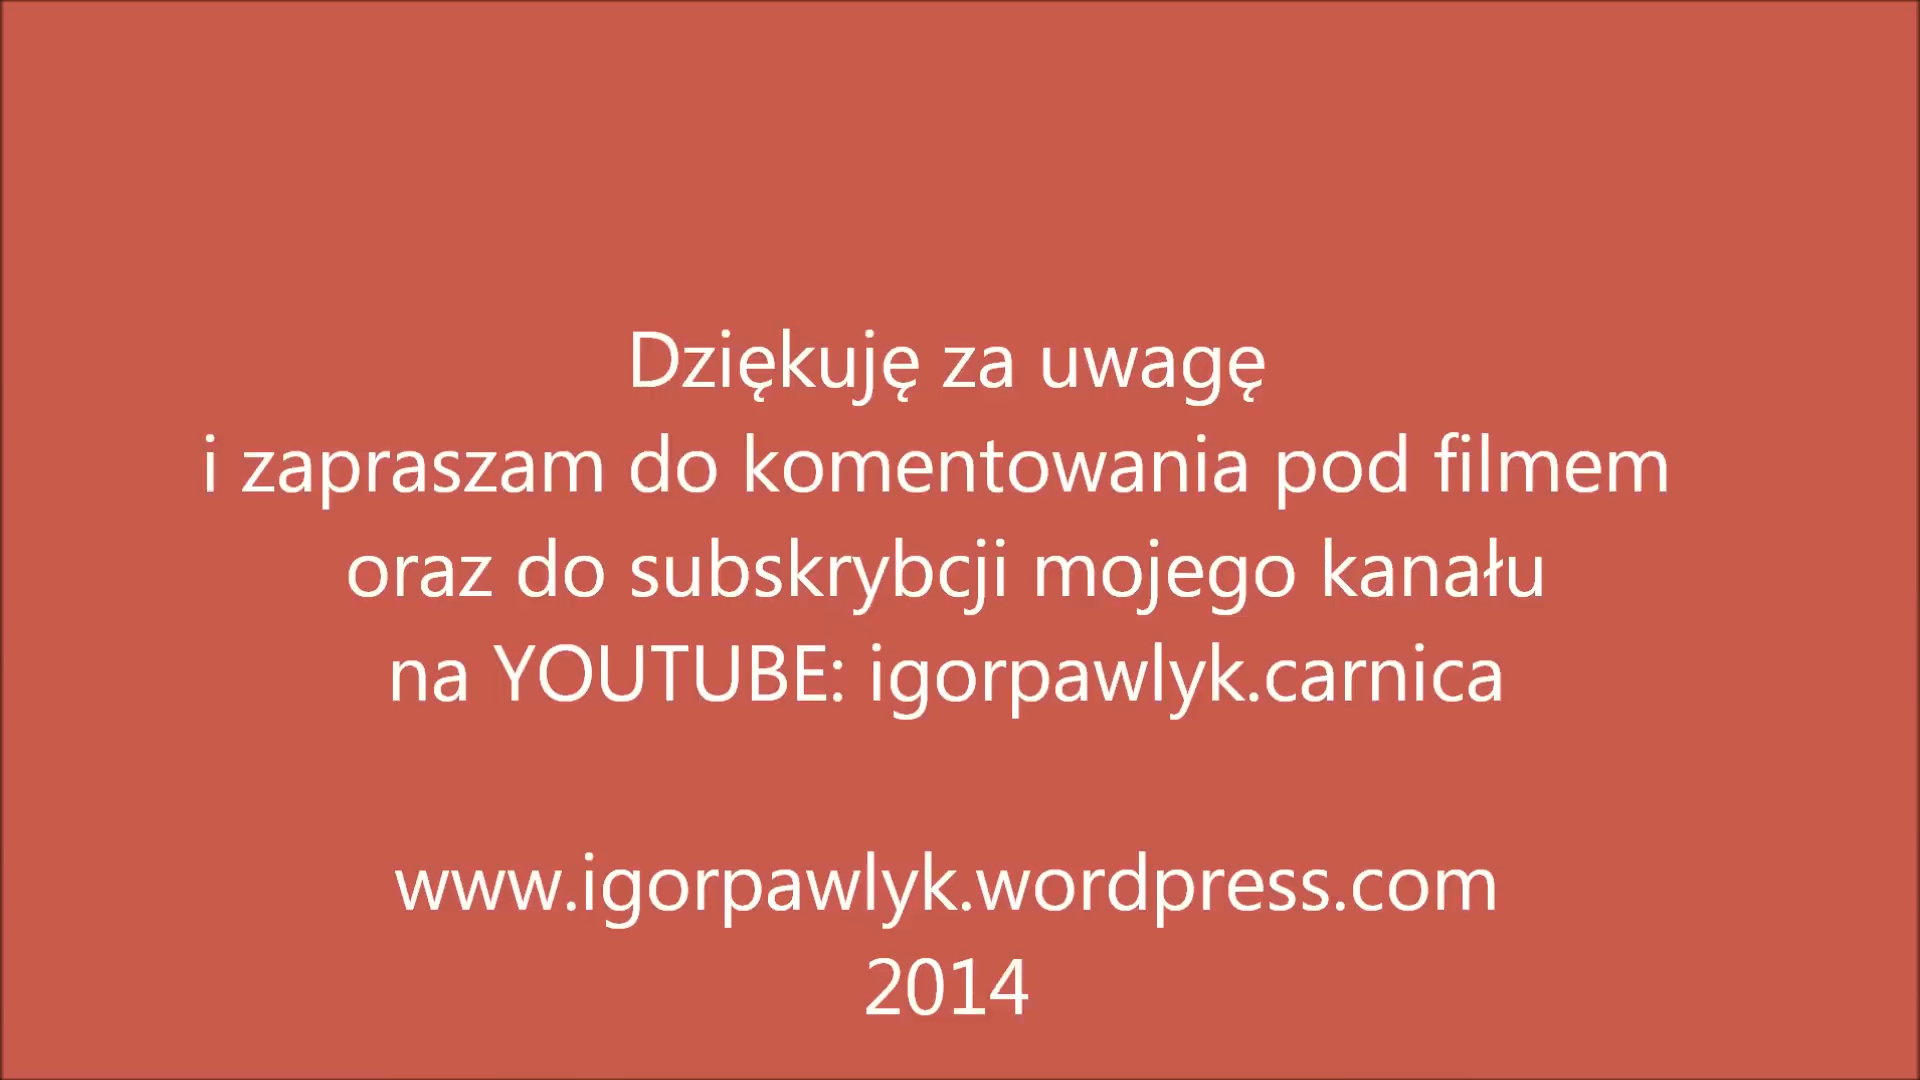 Dziękuję za uwagę
i zapraszam do komentowania pod filmem
oraz do subskrybcji mojego kanału
na YOUTUBE: igorpawlyk.carnica
www.igorpawlyk.wordpress.com
2014